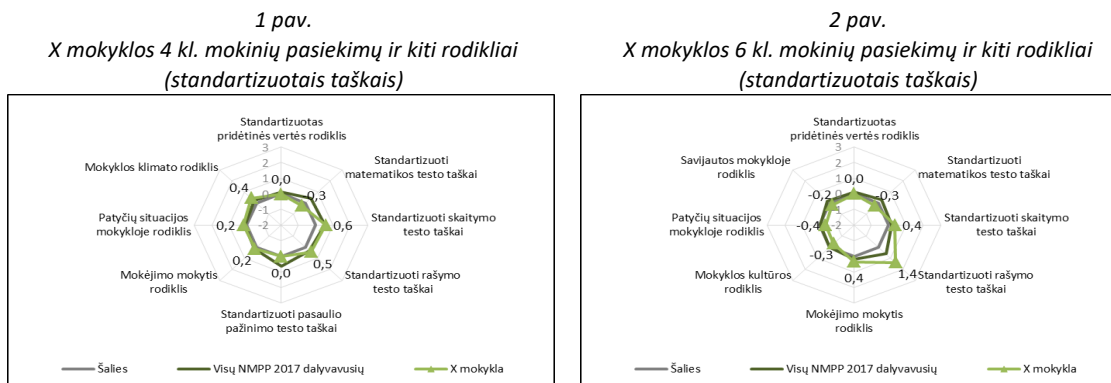 1 pav.
X mokyklos 4 kl. mokinių pasiekimų ir kiti rodikliai
(standartizuotais taškais)
Standartizuotas
pridėtinės vertės rodiklis
Standartizuoti
matematikos testo taškai
Standartizuoti skaitymo
testo taškai
Standartizuoti rašymo
testo taškai
Standartizuoti pasaulio
pažinimo testo taškai
Mokėjimo mokytis
rodiklis
Patyčių situacijos
mokykloje rodiklis
Mokyklos klimato rodiklis
3
2
1
0
-1
-2
0,0
0,3
0,6
0,5
0,0
0,2
0,2
0,4
Šalies
Visų NMPP 2017 dalyvavusių
X mokykla
2 pav.
X mokyklos 6 kl. mokinių pasiekimų ir kiti rodikliai
(standartizuotais taškais)
Standartizuotas
pridėtinės vertės rodiklis
Standartizuoti
matematikos testo taškai
Standartizuoti skaitymo
testo taškai
Standartizuoti rašymo
testo taškai
Mokėjimo mokytis
rodiklis
Mokyklos kultūros
rodiklis
Patyčių situacijos
mokykloje rodiklis
Savijautos mokykloje
rodiklis
3
2
1
0
-1
-2
0,0
-0,3
0,4
1,4
0,4
-0,3
-0,4
-0,2
Šalies
Visų NMPP 2017 dalyvavusių
X mokykla